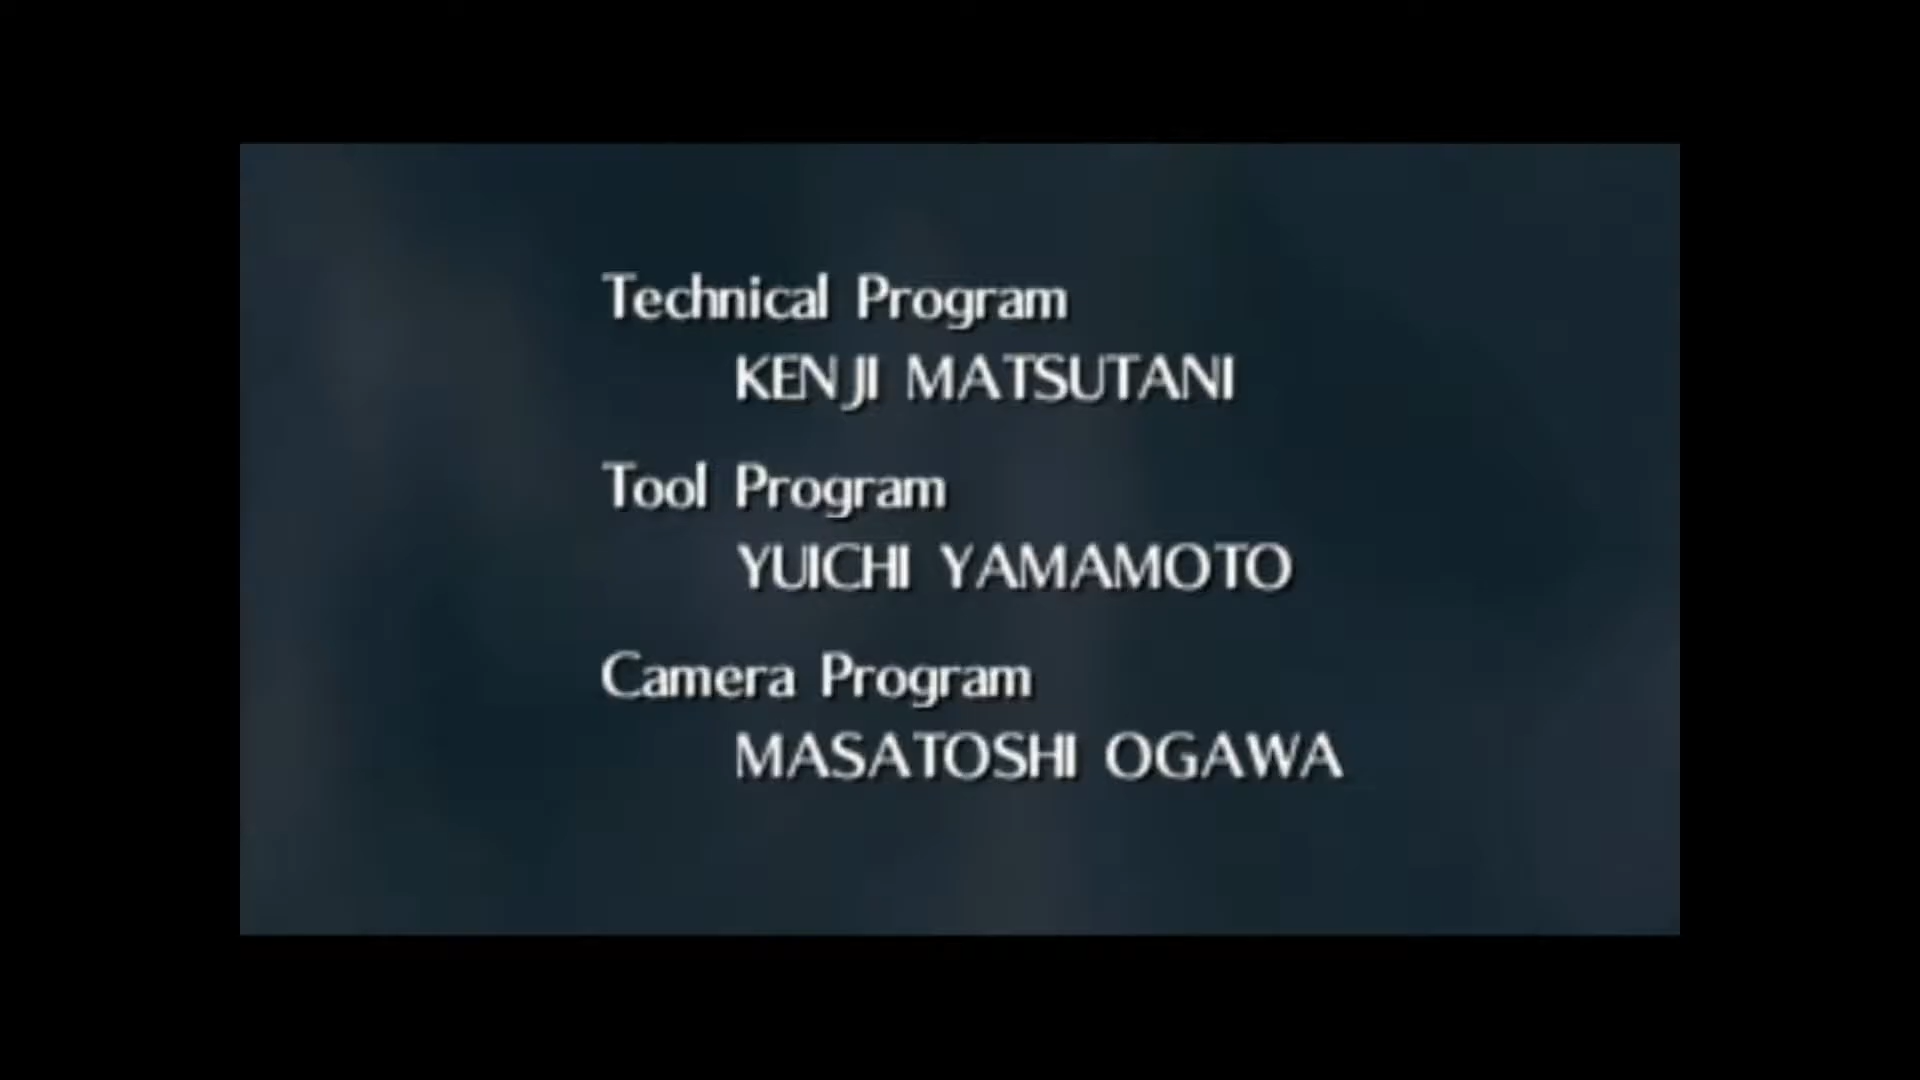 Technical Program
KENJI MATSUTANI
Tool Program
YUICHI YAMAMOTO
Camera Program
MASATOSHI OGAWA